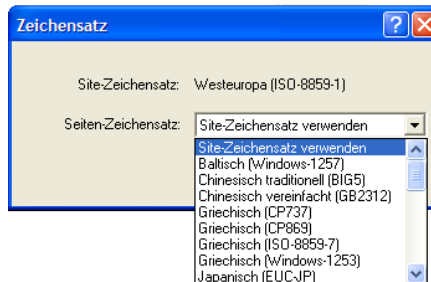 Zeichensatz
Site-Zeichensatz: Westeuropa (ISO-8859-1)
Seiten-Zeichensatz: Site-Zeichensatz verwenden
Site-Zeichensatz verwenden
Baltisch (Windows-1257)
Chinesisch traditionell (BIG5)
Chinesisch vereinfacht (GB2312)
Griechisch (CP737)
Griechisch (CP869)
Griechisch (ISO-8859-7)
Griechisch (Windows-1253)
Japanisch (EUC-JP)